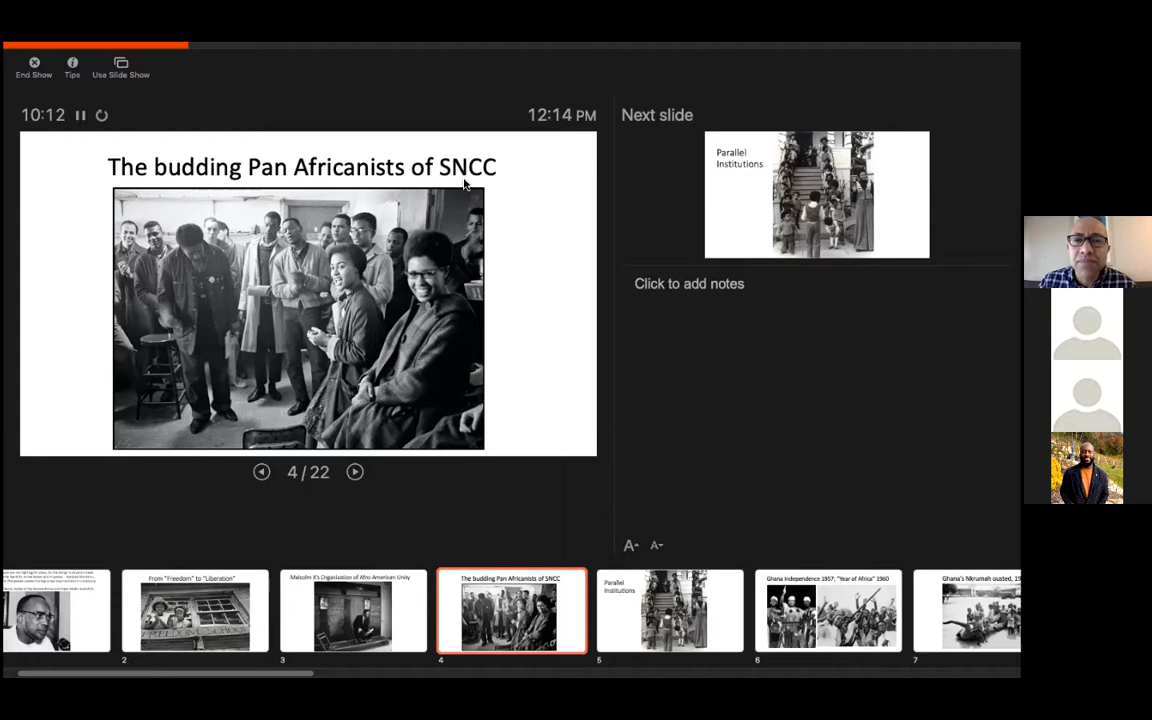 End Show
Tips
Use Slide Show
10:12
12:14 PM
Next slide
The budding Pan Africanists of SNCC
Parallel
Institutions
Click to add notes
4/22
A
A
From "Freedom" to "Liberation"
FREEDOM SCHOOL
2
Malcolm X's Organization of Afro-American Unity
3
The budding Pan Africanists of SNCC
4
Parallel
Institutions
5
Ghana Independence 1957; "Year of Africa" 1960
6
Ghana's Nkrumah ousted, 19
7